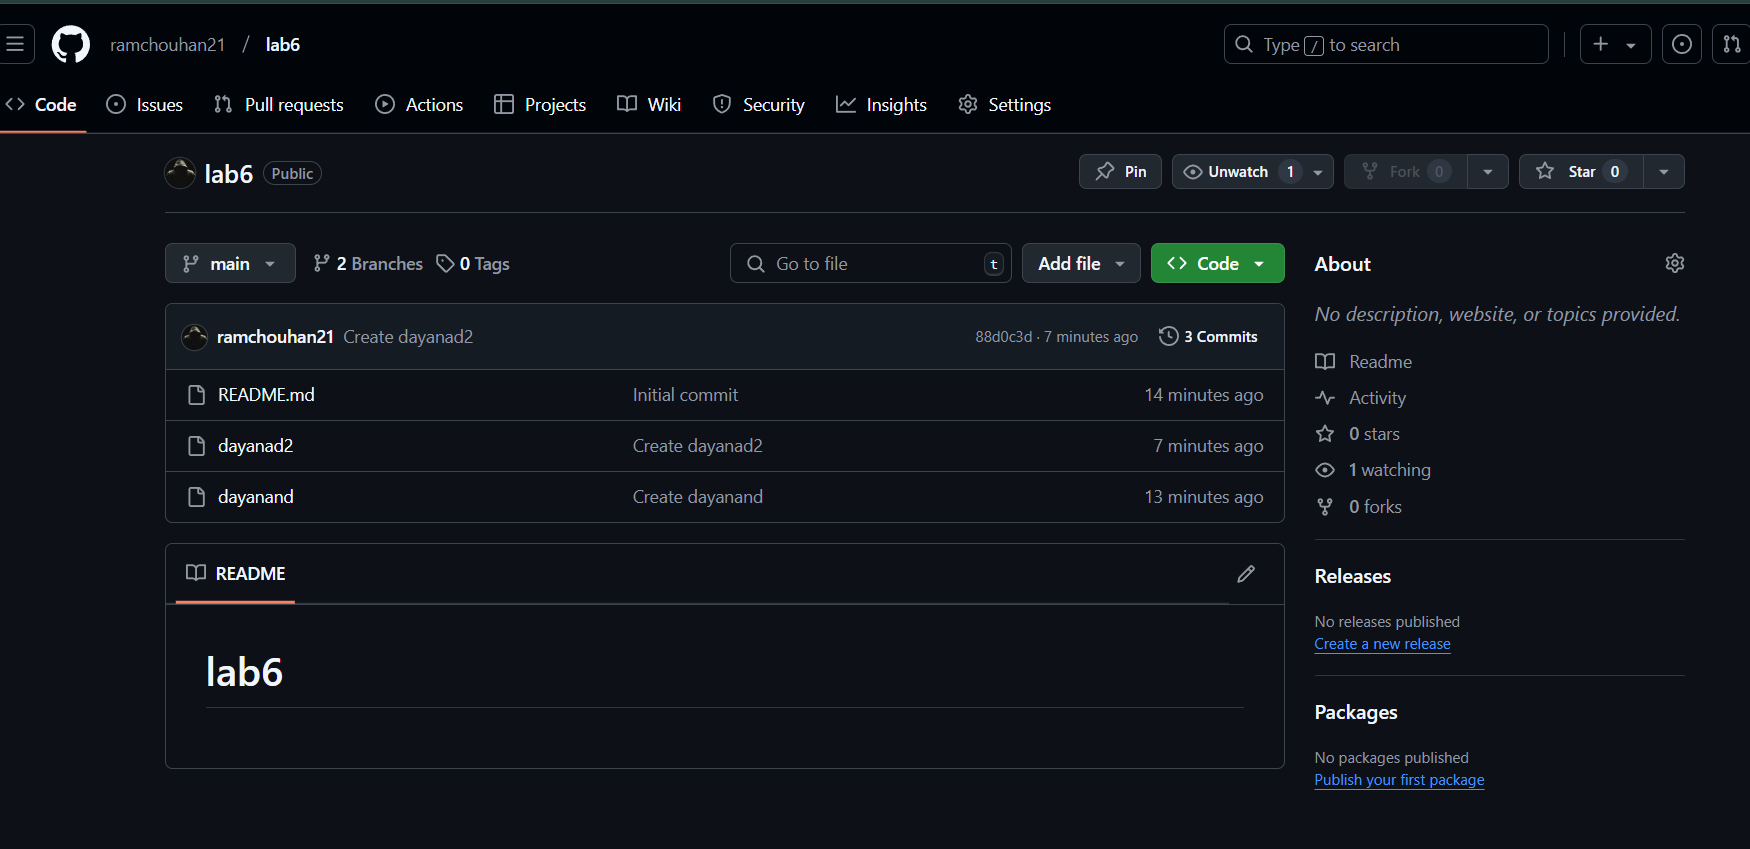 ramchouhan21 / lab6
Type / to search
Code Issues Pull requests Actions Projects Wiki Security Insights Settings
lab6 Public
Pin Unwatch 1 Fork 0 Star 0
main 2 Branches 0 Tags Go to file t Add file Code
ramchouhan21 Create dayanad2 88d0c3d · 7 minutes ago 3 Commits
README.md Initial commit 14 minutes ago
dayanad2 Create dayanad2 7 minutes ago
dayanand Create dayanand 13 minutes ago
README
lab6
About
No description, website, or topics provided.
Readme
Activity
0 stars
1 watching
0 forks
Releases
No releases published
Create a new release
Packages
No packages published
Publish your first package